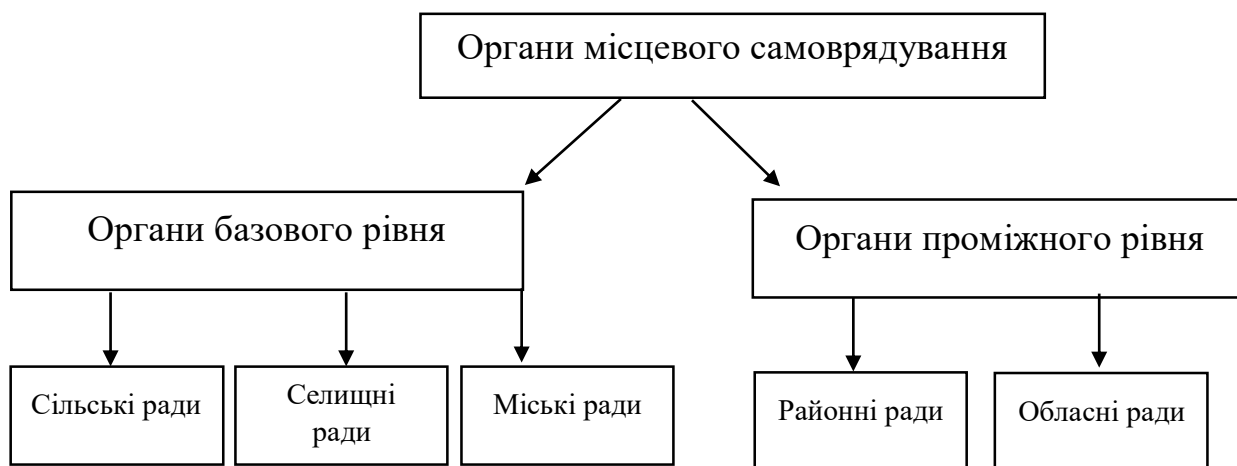 Органи місцевого самоврядування
Органи базового рівня
Органи проміжного рівня
Сільські ради
Селищні
ради
Міські ради
Районні ради
Обласні ради